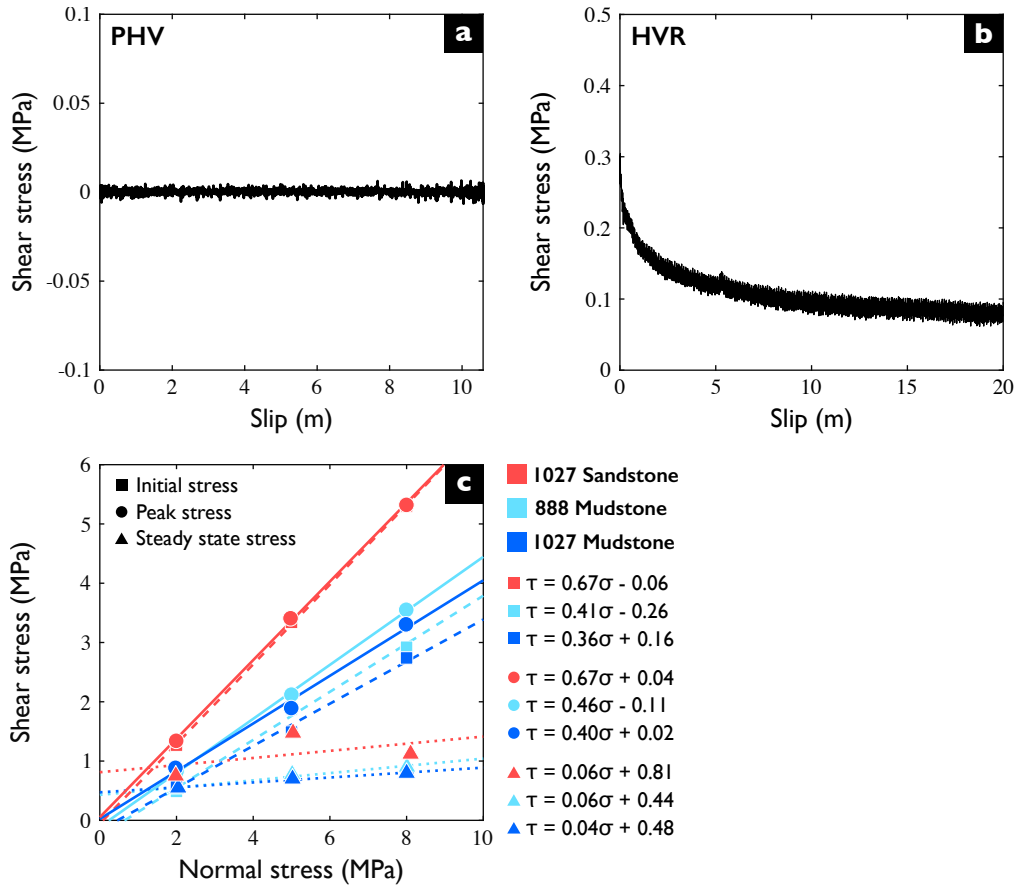 PHV
a
0.1
0.05
0
-0.05
-0.1
Shear stress (MPa)
0 2 4 6 8 10
Slip (m)
HVR
b
0.5
0.4
0.3
0.2
0.1
0
Shear stress (MPa)
0 5 10 15 20
Slip (m)
c
6
5
4
3
2
1
0
Shear stress (MPa)
Initial stress
Peak stress
Steady state stress
0 2 4 6 8 10
Normal stress (MPa)
1027 Sandstone
888 Mudstone
1027 Mudstone
τ = 0.67σ - 0.06
τ = 0.41σ - 0.26
τ = 0.36σ + 0.16
τ = 0.67σ + 0.04
τ = 0.46σ - 0.11
τ = 0.40σ + 0.02
τ = 0.06σ + 0.81
τ = 0.06σ + 0.44
τ = 0.04σ + 0.48